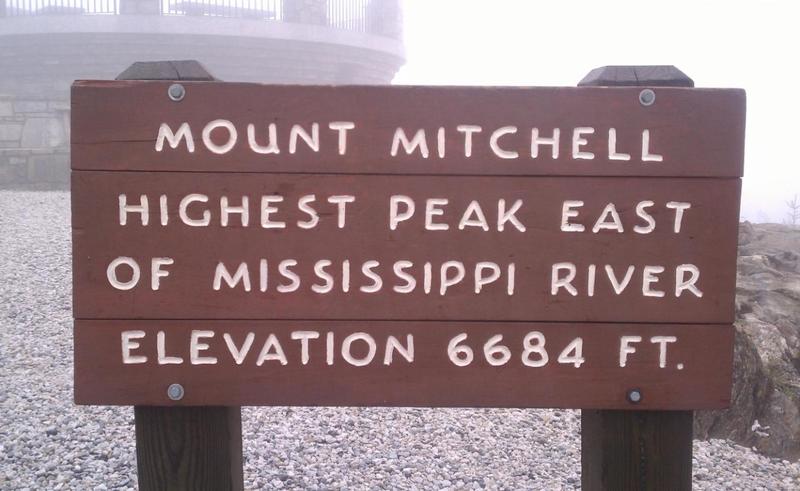 MOUNT MITCHELL
HIGHEST PEAK EAST
OF MISSISSIPPI RIVER
ELEVATION 6684 FT.